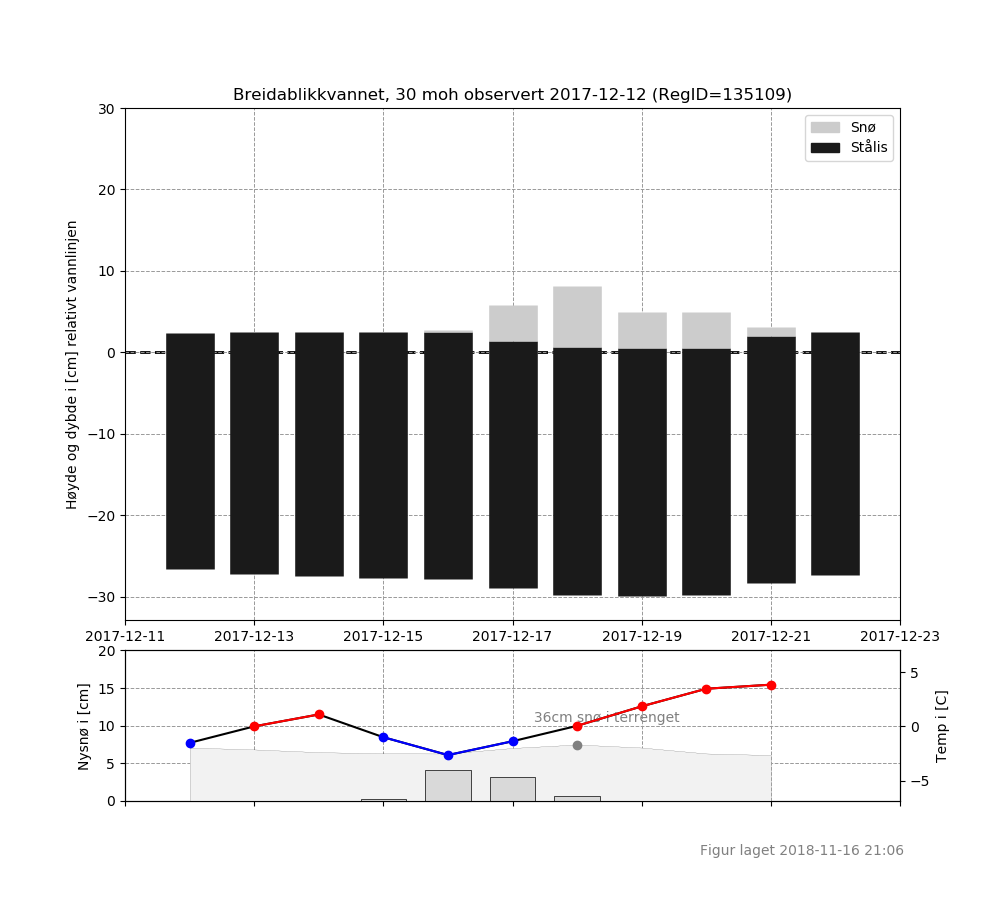 Breidablikkvannet, 30 moh observert 2017-12-12 (RegID=135109)
30
20
10
0
−10
−20
−30
Høyde og dybde i [cm] relativt vannlinjen
Snø
Stålis
2017-12-11 2017-12-13 2017-12-15 2017-12-17 2017-12-19 2017-12-21 2017-12-23
20
15
10
5
0
Nysnø i [cm]
36cm snø i terrenget
5
0
−5
Temp i [C]
Figur laget 2018-11-16 21:06